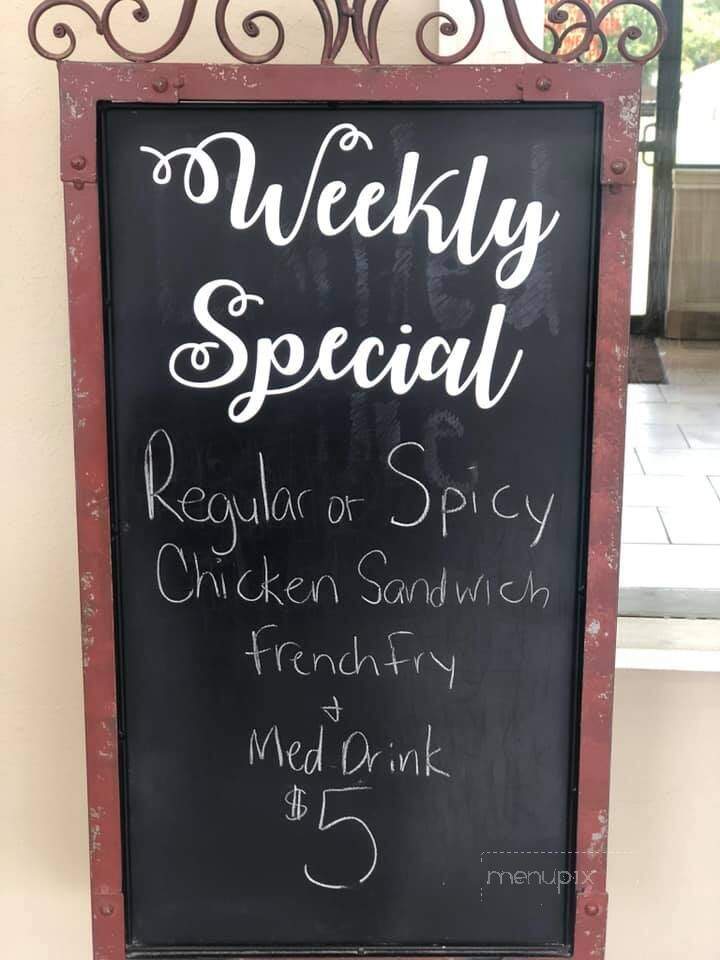 Weekly
Special
Regular or Spicy
Chicken Sandwich
French Fry
+
Med Drink
$5
menupix